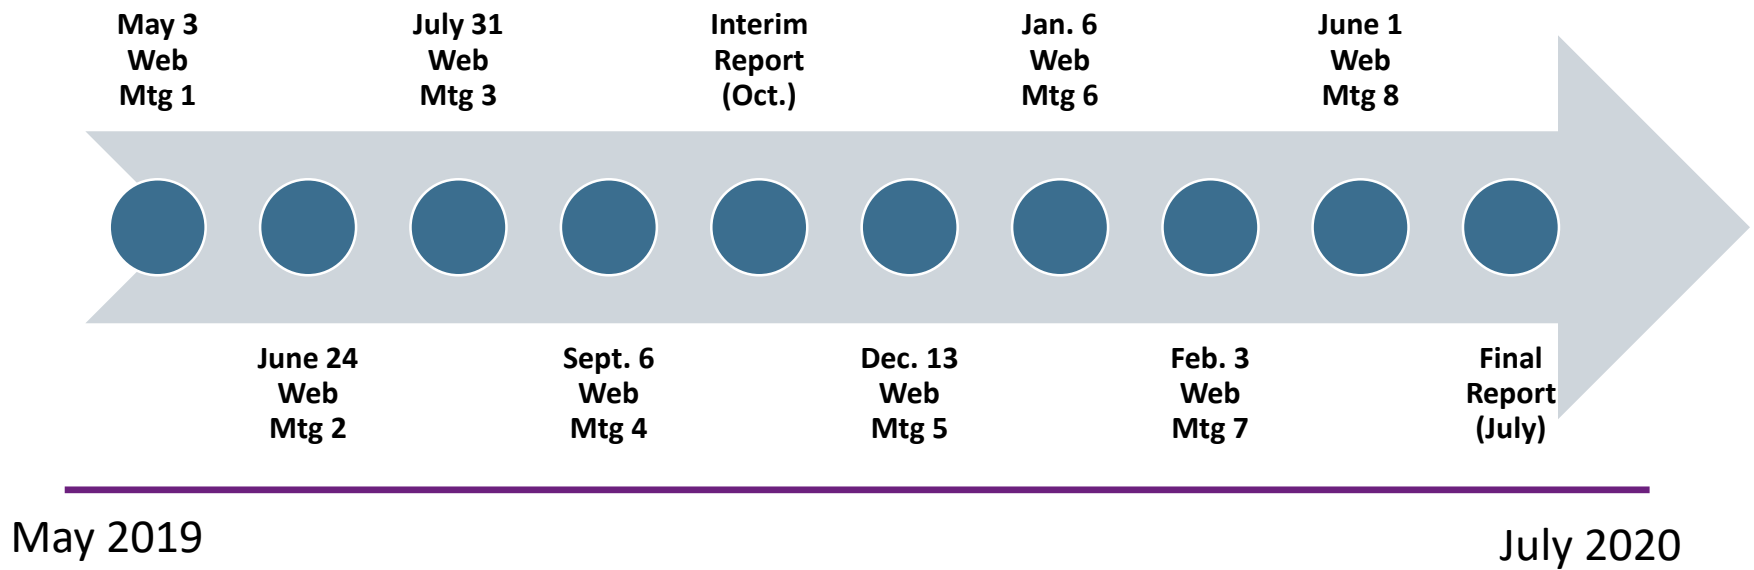 May 3
Web
Mtg 1
July 31
Web
Mtg 3
Interim
Report
(Oct.)
Jan. 6
Web
Mtg 6
June 1
Web
Mtg 8
June 24
Web
Mtg 2
Sept. 6
Web
Mtg 4
Dec. 13
Web
Mtg 5
Feb. 3
Web
Mtg 7
Final
Report
(July)
May 2019
July 2020